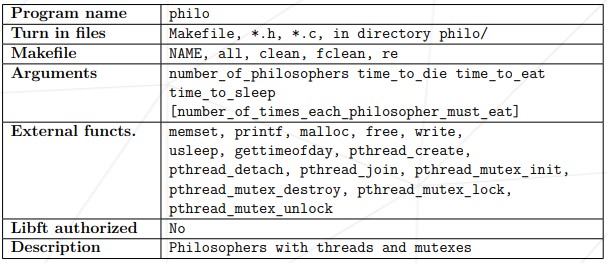 Program name philo
Turn in files Makefile, *.h, *.c, in directory philo/
Makefile NAME, all, clean, fclean, re
Arguments number_of_philosophers time_to_die time_to_eat
time_to_sleep
[number_of_times_each_philosopher_must_eat]
External functs. memset, printf, malloc, free, write,
usleep, gettimeofday, pthread_create,
pthread_detach, pthread_join, pthread_mutex_init,
pthread_mutex_destroy, pthread_mutex_lock,
pthread_mutex_unlock
Libft authorized No
Description Philosophers with threads and mutexes